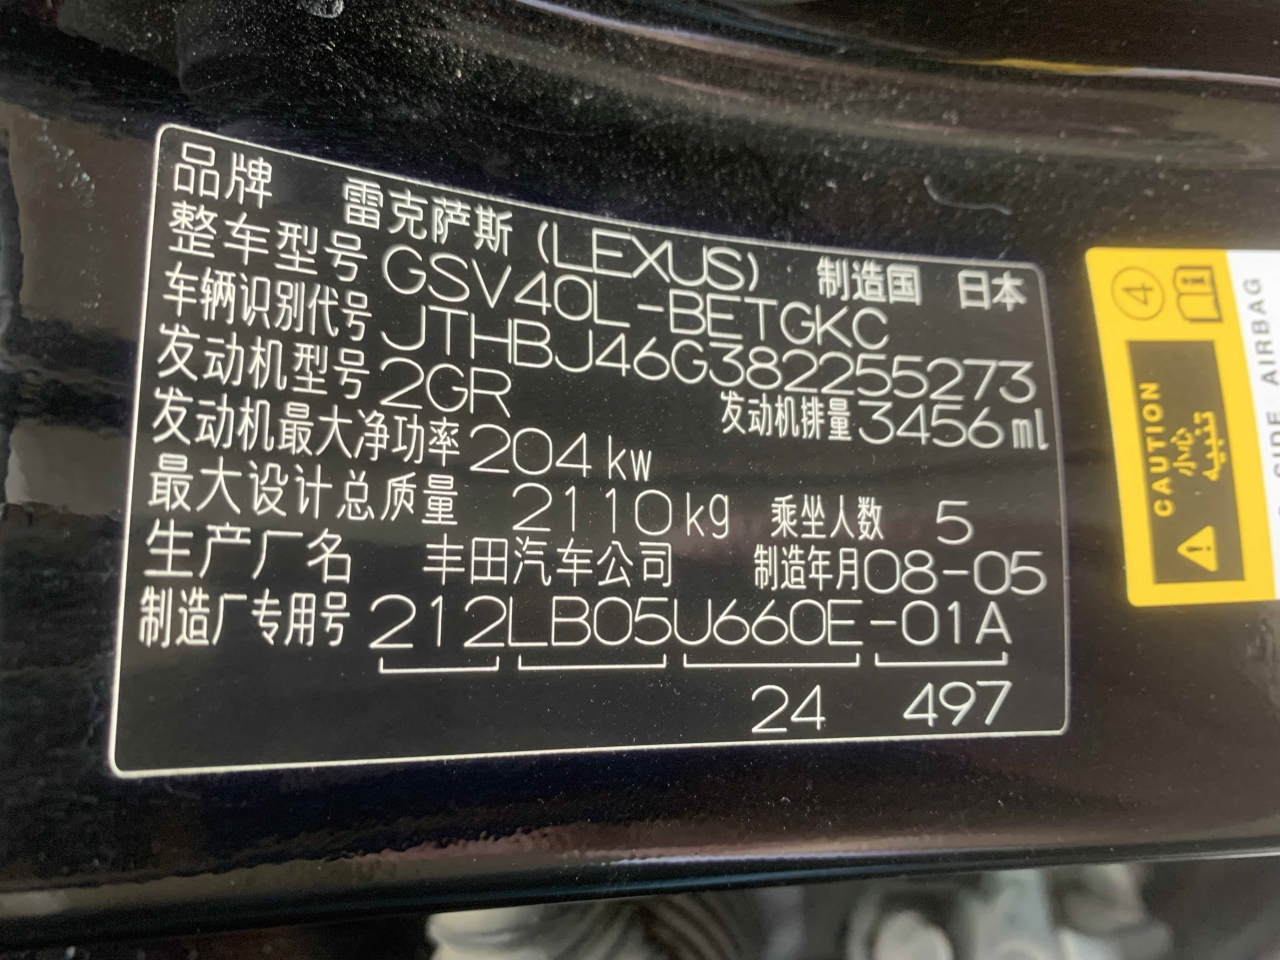 品牌 雷克萨斯 (LEXUS) 制造国 日本
整车型号 GSV40L-BETGKC
车辆识别代号 JTHBJ46G382255273
发动机型号 2GR 发动机排量 3456ml
发动机最大净功率 204kw
最大设计总质量 2110kg 乘坐人数 5
生产厂名 丰田汽车公司 制造年月 08-05
制造厂专用号 212LB05U660E-01A
24 497
4
CAUTION
小心
تنبيه
SIDE AIRBAG